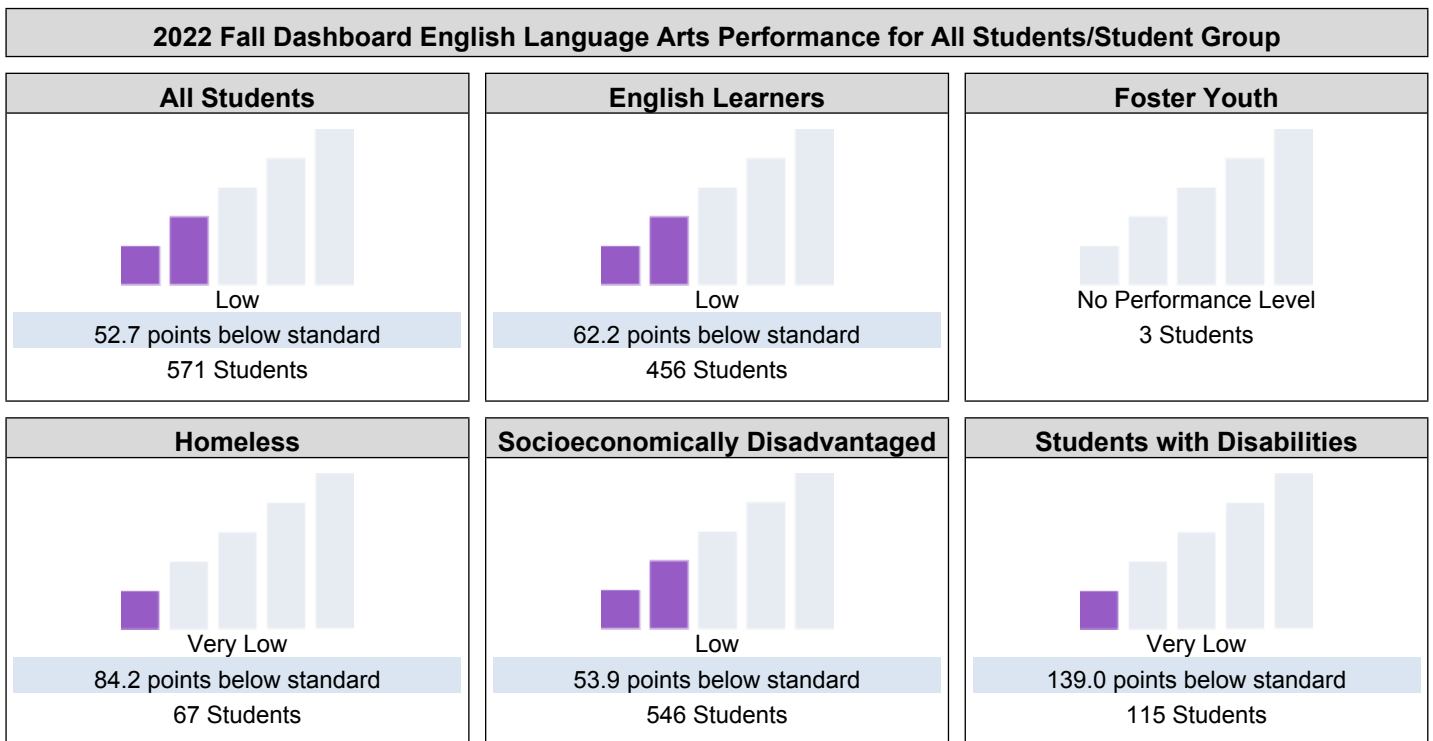 2022 Fall Dashboard English Language Arts Performance for All Students/Student Group
All Students
Low
52.7 points below standard
571 Students
English Learners
Low
62.2 points below standard
456 Students
Foster Youth
No Performance Level
3 Students
Homeless
Very Low
84.2 points below standard
67 Students
Socioeconomically Disadvantaged
Low
53.9 points below standard
546 Students
Students with Disabilities
Very Low
139.0 points below standard
115 Students